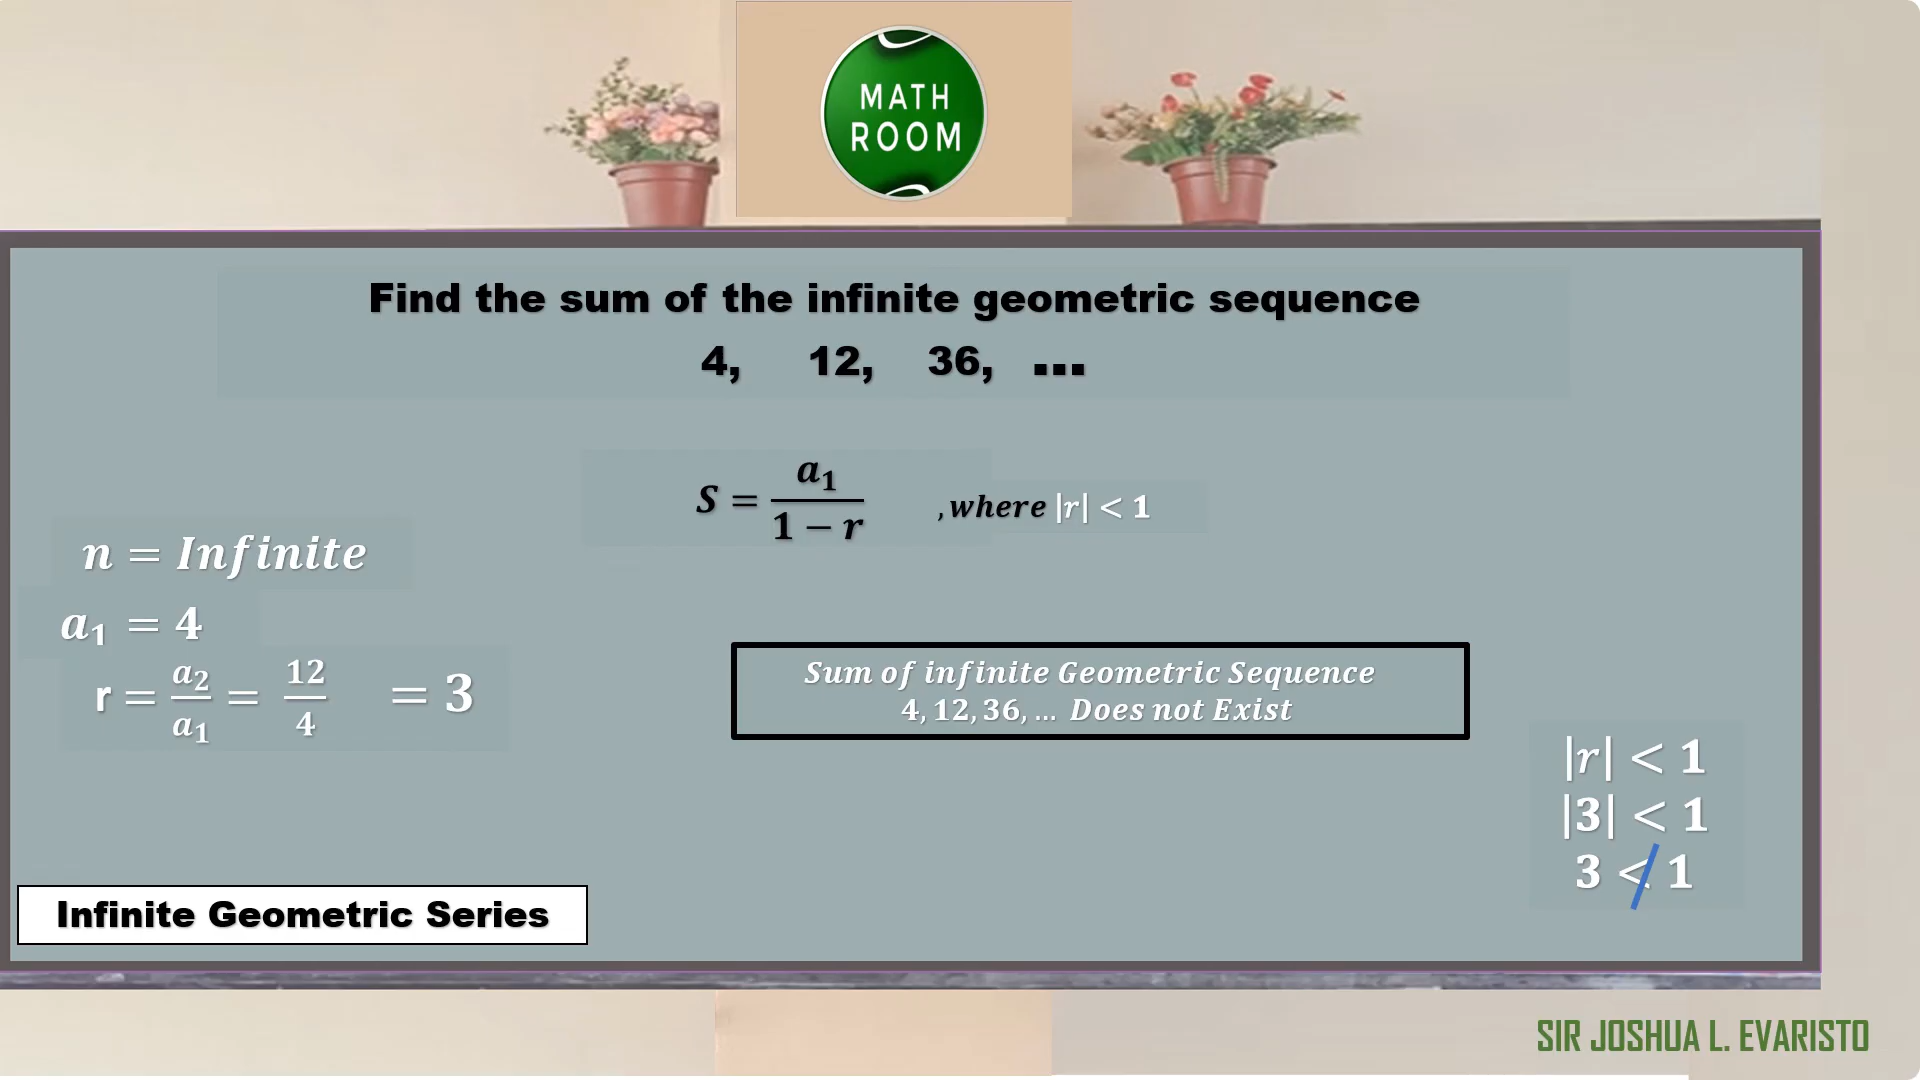 MATH
ROOM
Find the sum of the infinite geometric sequence
4, 12, 36, ...
S = a₁ / (1 − r) , where |r| < 1
n = Infinite
a₁ = 4
r = a₂/a₁ = 12/4 = 3
Sum of infinite Geometric Sequence
4, 12, 36, ... Does not Exist
|r| < 1
|3| < 1
3 ≮ 1
Infinite Geometric Series
SIR JOSHUA L. EVARISTO